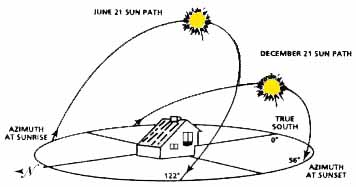 JUNE 21 SUN PATH
DECEMBER 21 SUN PATH
AZIMUTH
AT SUNRISE
TRUE
SOUTH
0°
56°
AZIMUTH
AT SUNSET
122°
N